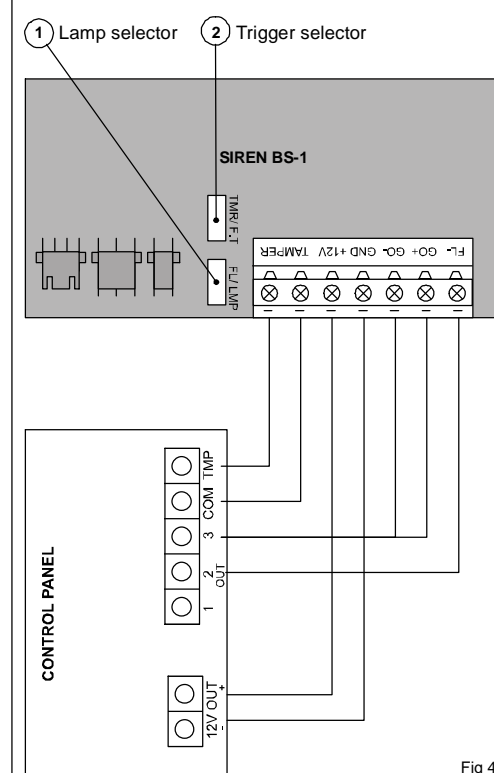 1 Lamp selector
2 Trigger selector
SIREN BS-1
TMR/ F.T
FL/ LMP
TAMPER +12V GND GO- GO+ FL-
CONTROL PANEL
TMP
COM
3
2
OUT
1
12V OUT
+
-
Fig 4